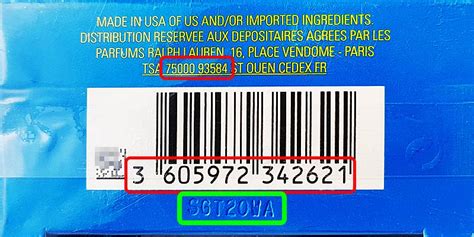 MADE IN USA OF US AND/OR IMPORTED INGREDIENTS.
DISTRIBUTION RESERVEE AUX DEPOSITAIRES AGREES PAR LES
PARFUMS RALPH LAUREN, 16, PLACE VENDOME - PARIS
TSA 75000 93584 ST OUEN CEDEX FR
3 605972 342621
SGT20WA